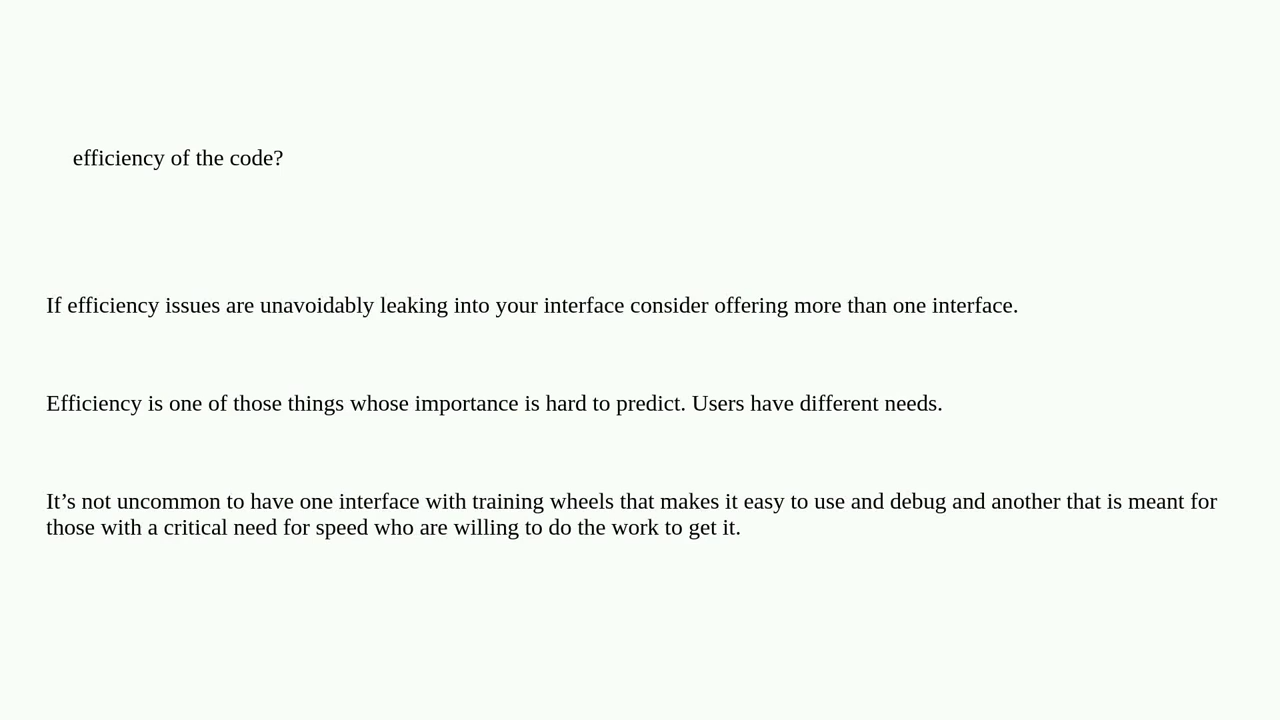 efficiency of the code?
If efficiency issues are unavoidably leaking into your interface consider offering more than one interface.
Efficiency is one of those things whose importance is hard to predict. Users have different needs.
It’s not uncommon to have one interface with training wheels that makes it easy to use and debug and another that is meant for
those with a critical need for speed who are willing to do the work to get it.